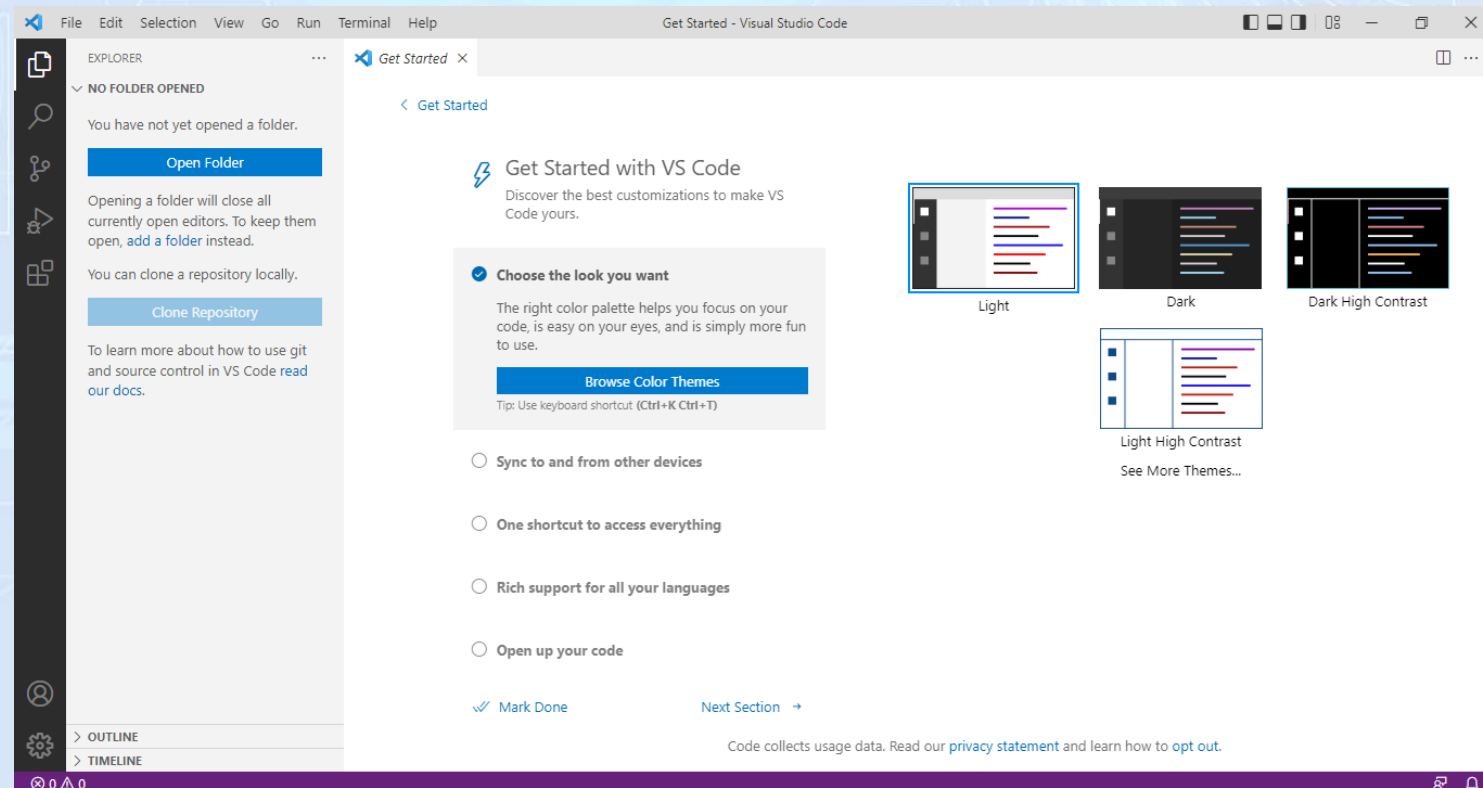 File Edit Selection View Go Run Terminal Help
Get Started - Visual Studio Code
EXPLORER
Get Started
NO FOLDER OPENED
You have not yet opened a folder.
Open Folder
Opening a folder will close all
currently open editors. To keep them
open, add a folder instead.
You can clone a repository locally.
Clone Repository
To learn more about how to use git
and source control in VS Code read
our docs.
OUTLINE
TIMELINE
Get Started
Get Started with VS Code
Discover the best customizations to make VS
Code yours.
Choose the look you want
The right color palette helps you focus on your
code, is easy on your eyes, and is simply more fun
to use.
Browse Color Themes
Tip: Use keyboard shortcut (Ctrl+K Ctrl+T)
Sync to and from other devices
One shortcut to access everything
Rich support for all your languages
Open up your code
Mark Done
Next Section
Light
Dark
Dark High Contrast
Light High Contrast
See More Themes...
Code collects usage data. Read our privacy statement and learn how to opt out.
0 0